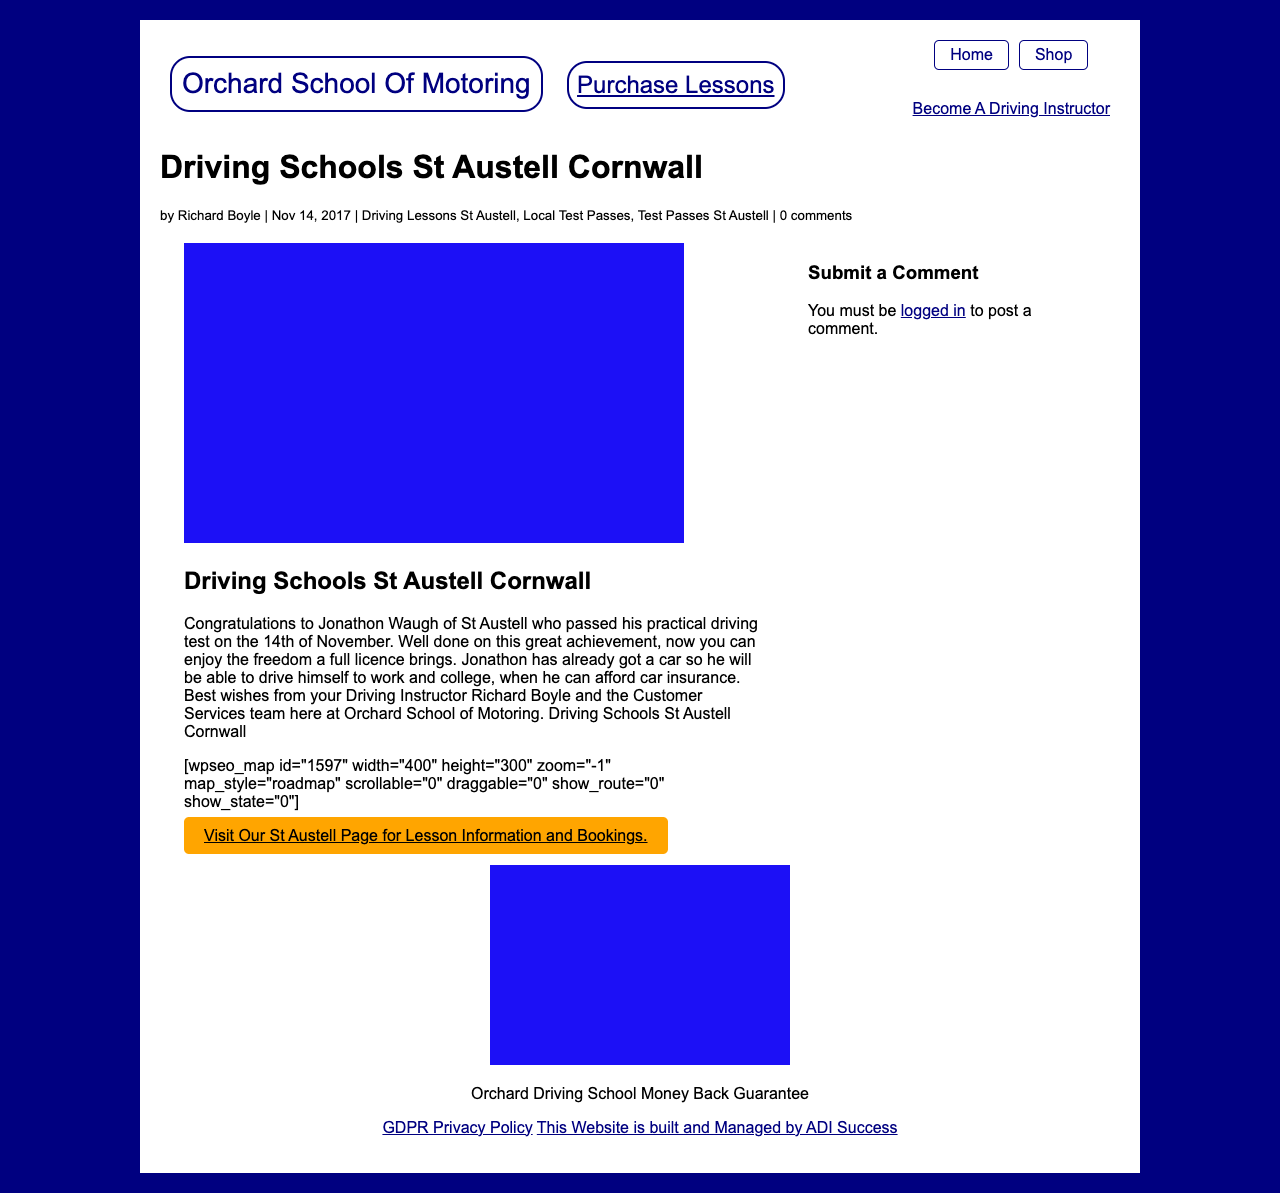 Orchard School Of Motoring
Purchase Lessons
Home
Shop
Become A Driving Instructor
Driving Schools St Austell Cornwall
by Richard Boyle | Nov 14, 2017 | Driving Lessons St Austell, Local Test Passes, Test Passes St Austell | 0 comments
Driving Schools St Austell Cornwall
Congratulations to Jonathon Waugh of St Austell who passed his practical driving
test on the 14th of November. Well done on this great achievement, now you can
enjoy the freedom a full licence brings. Jonathon has already got a car so he will
be able to drive himself to work and college, when he can afford car insurance.
Best wishes from your Driving Instructor Richard Boyle and the Customer
Services team here at Orchard School of Motoring. Driving Schools St Austell
Cornwall
[wpseo_map id="1597" width="400" height="300" zoom="-1"
map_style="roadmap" scrollable="0" draggable="0" show_route="0"
show_state="0"]
Visit Our St Austell Page for Lesson Information and Bookings.
Submit a Comment
You must be logged in to post a
comment.
Orchard Driving School Money Back Guarantee
GDPR Privacy Policy This Website is built and Managed by ADI Success